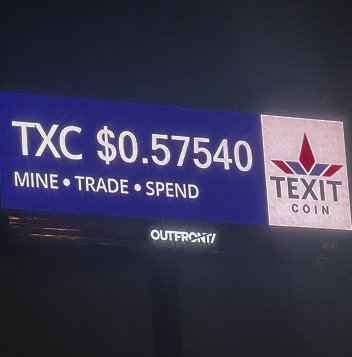 TXC $0.57540
MINE • TRADE • SPEND
TEXIT
COIN
OUTFRONT/